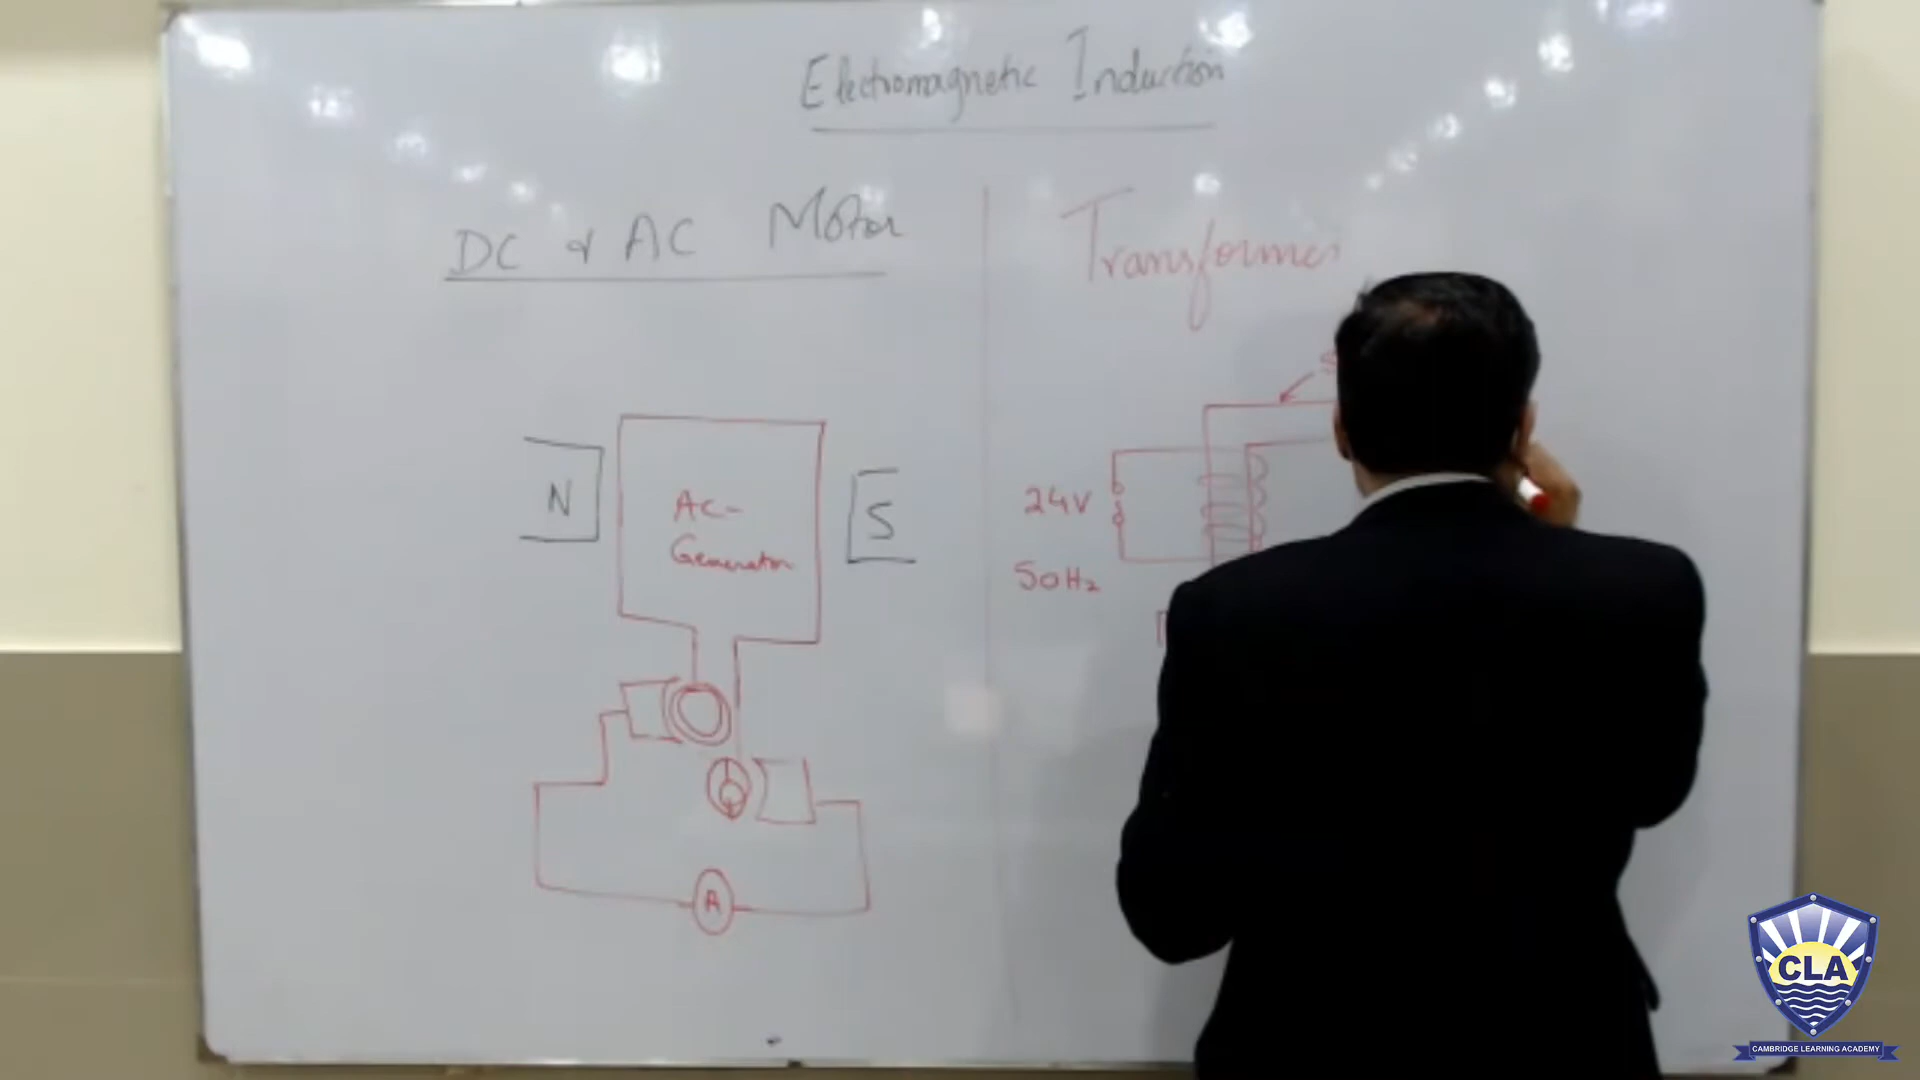 Electromagnetic Induction
DC & AC Motor
N
AC-
Generator
S
A
Transformer
24V
50Hz
CLA
CAMBRIDGE LEARNING ACADEMY